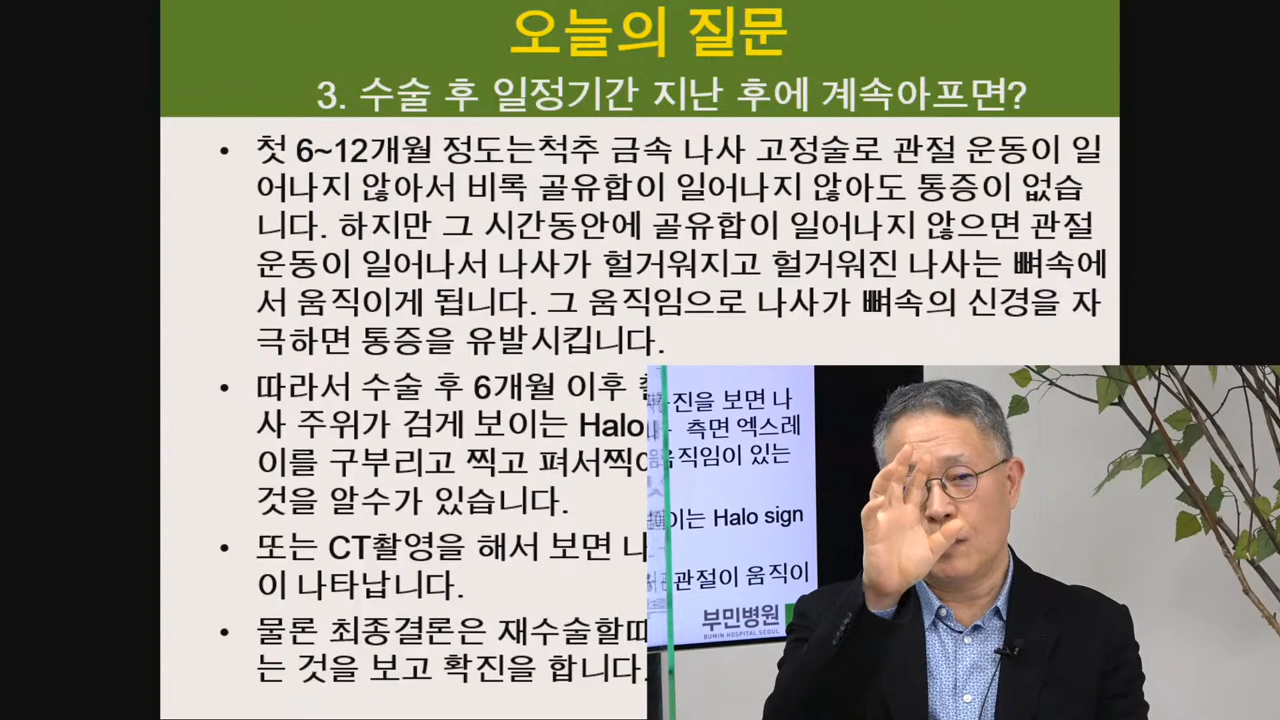 오늘의 질문
3. 수술 후 일정기간 지난 후에 계속아프면?
• 첫 6~12개월 정도는척추 금속 나사 고정술로 관절 운동이 일
어나지 않아서 비록 골유합이 일어나지 않아도 통증이 없습
니다. 하지만 그 시간동안에 골유합이 일어나지 않으면 관절
운동이 일어나서 나사가 헐거워지고 헐거워진 나사는 뼈속에
서 움직이게 됩니다. 그 움직임으로 나사가 뼈속의 신경을 자
극하면 통증을 유발시킵니다.
• 따라서 수술 후 6개월 이후
사 주위가 검게 보이는 Halo
이를 구부리고 찍고 펴서찍
것을 알수가 있습니다.
• 또는 CT촬영을 해서 보면 나
이 나타납니다.
• 물론 최종결론은 재수술할때
는 것을 보고 확진을 합니다.
진을 보면 나
측면 엑스레
움직임이 있는
이는 Halo sign
관절이 움직이
부민병원
BUMIN HOSPITAL SEOUL